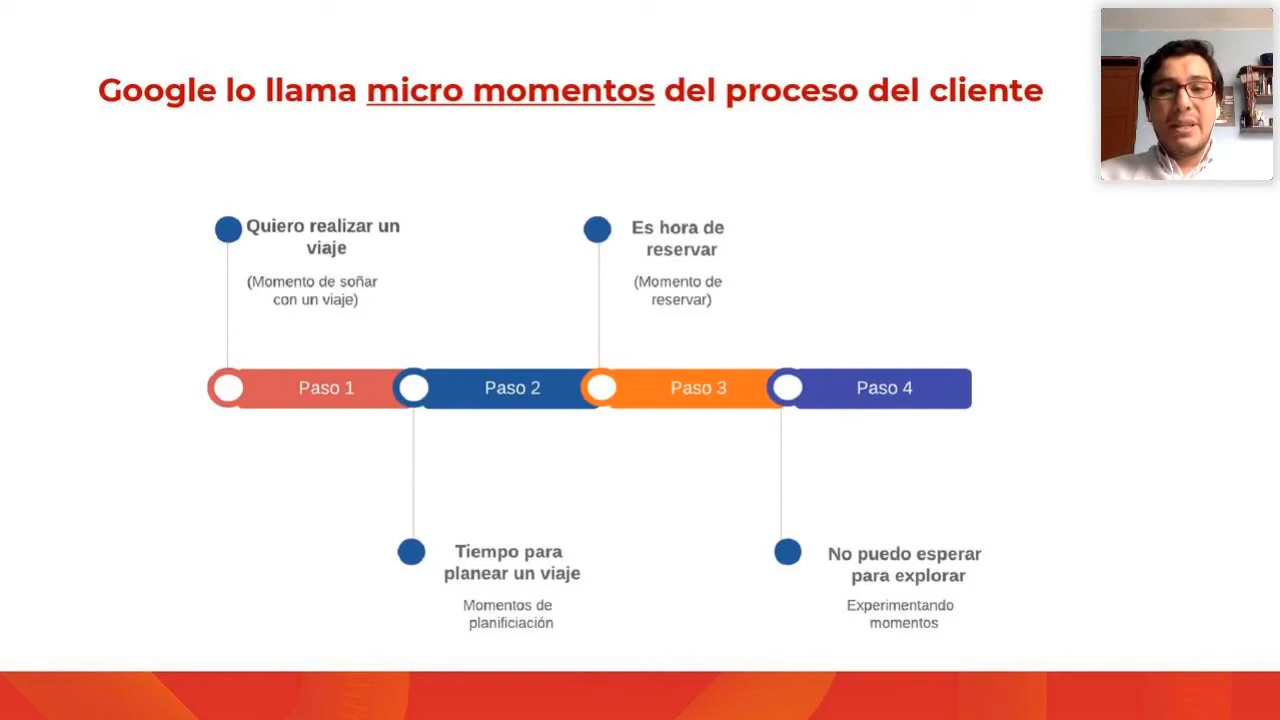 Google lo llama micro momentos del proceso del cliente
Quiero realizar un
viaje
(Momento de soñar
con un viaje)
Es hora de
reservar
(Momento de
reservar)
Paso 1
Paso 2
Paso 3
Paso 4
Tiempo para
planear un viaje
Momentos de
planificiación
No puedo esperar
para explorar
Experimentando
momentos